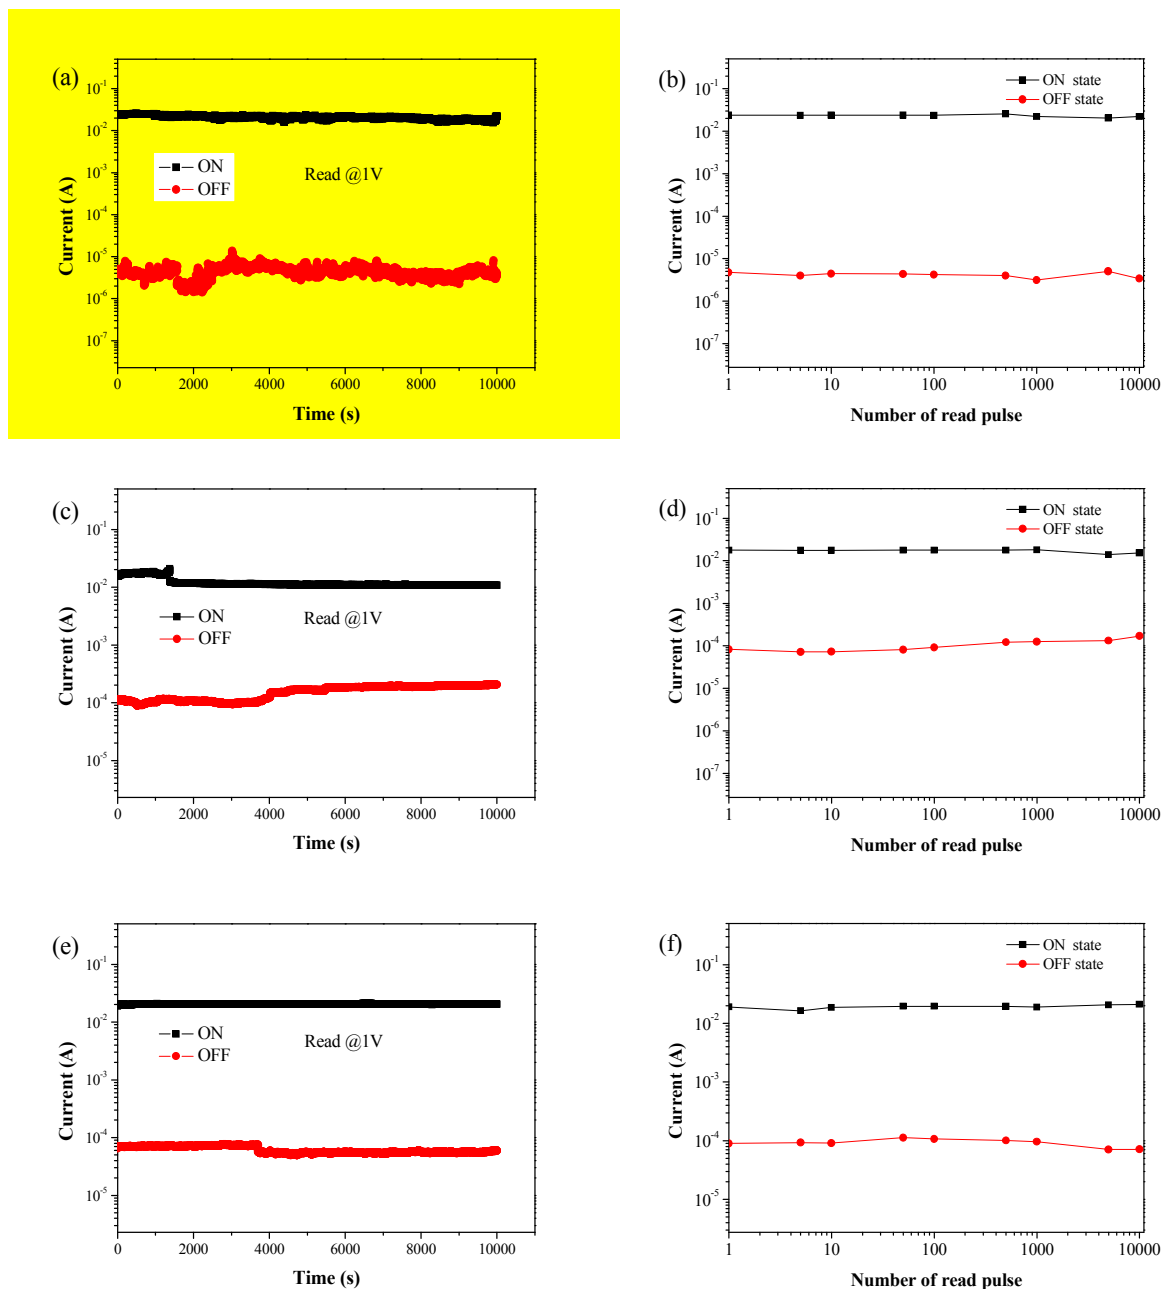 (a)
10⁻¹
10⁻²
10⁻³
10⁻⁴
10⁻⁵
10⁻⁶
10⁻⁷
Current (A)
ON
OFF
Read @1V
0 2000 4000 6000 8000 10000
Time (s)
(b)
10⁻¹
10⁻²
10⁻³
10⁻⁴
10⁻⁵
10⁻⁶
10⁻⁷
Current (A)
ON state
OFF state
1 10 100 1000 10000
Number of read pulse
(c)
10⁻¹
10⁻²
10⁻³
10⁻⁴
10⁻⁵
Current (A)
ON
OFF
Read @1V
0 2000 4000 6000 8000 10000
Time (s)
(d)
10⁻¹
10⁻²
10⁻³
10⁻⁴
10⁻⁵
10⁻⁶
10⁻⁷
Current (A)
ON state
OFF state
1 10 100 1000 10000
Number of read pulse
(e)
10⁻¹
10⁻²
10⁻³
10⁻⁴
10⁻⁵
Current (A)
ON
OFF
Read @1V
0 2000 4000 6000 8000 10000
Time (s)
(f)
10⁻¹
10⁻²
10⁻³
10⁻⁴
10⁻⁵
Current (A)
ON state
OFF state
1 10 100 1000 10000
Number of read pulse